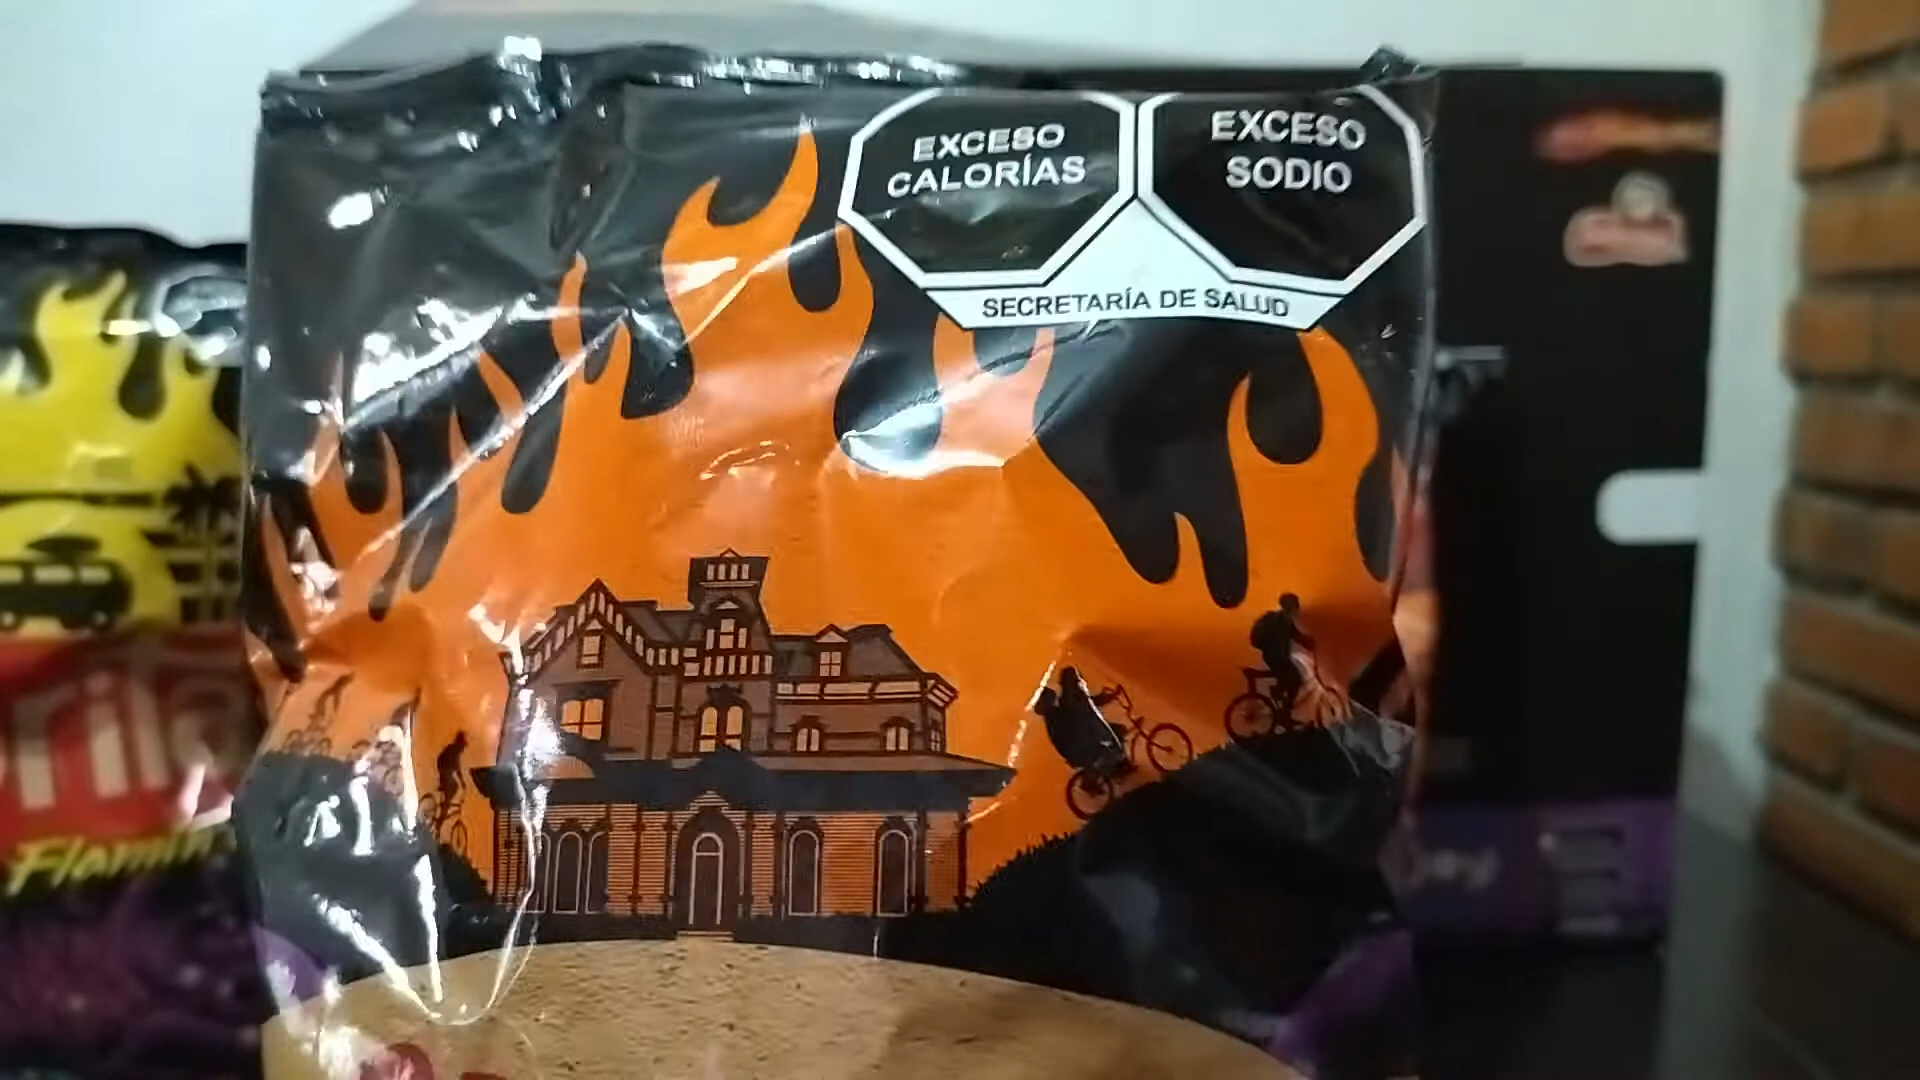 EXCESO
CALORÍAS
EXCESO
SODIO
SECRETARÍA DE SALUD